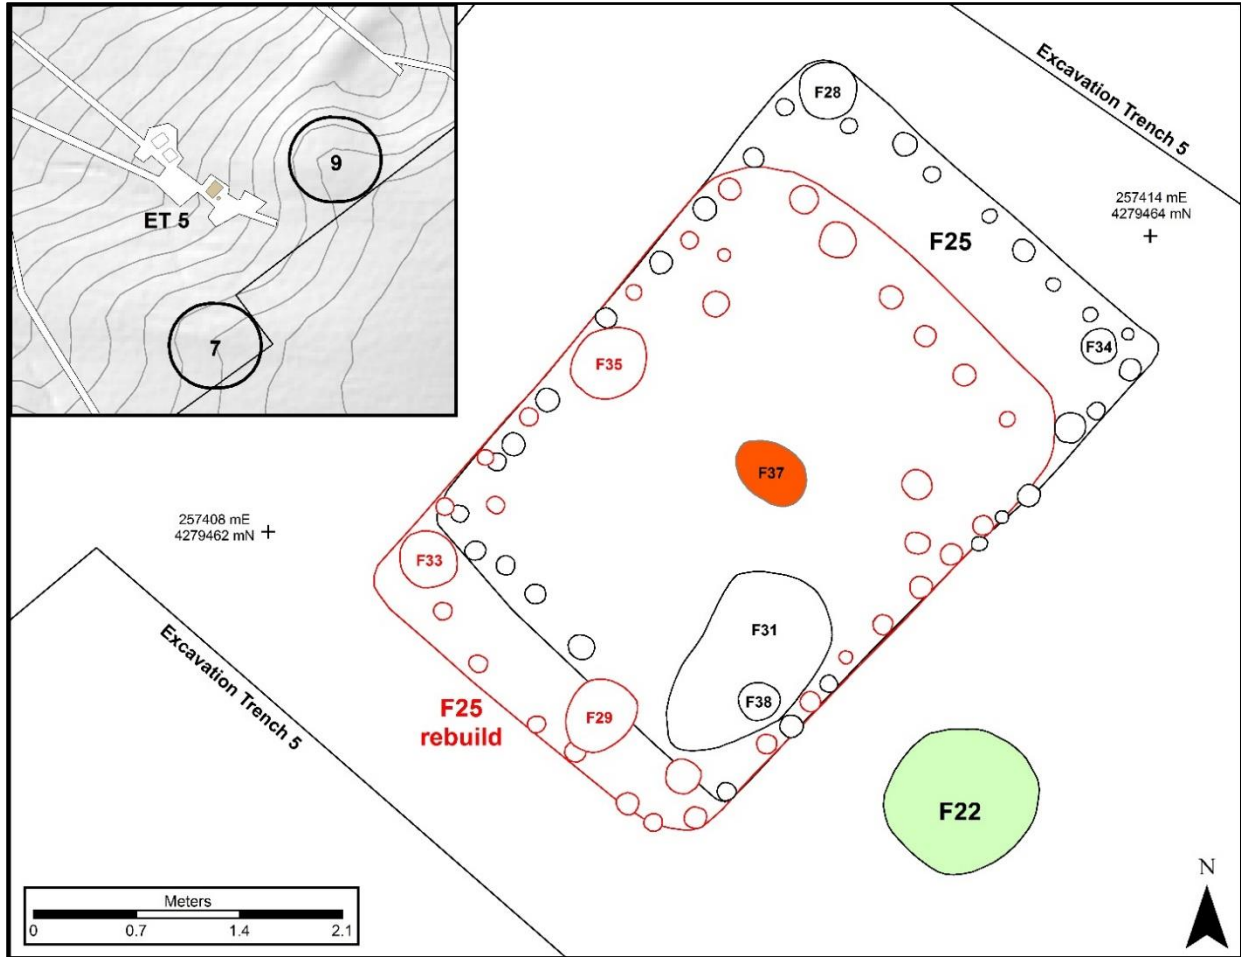 9
ET 5
7
Excavation Trench 5
257414 mE
4279464 mN
F28
F25
F34
F35
F37
257408 mE
4279462 mN
F33
F31
F38
Excavation Trench 5
F25
rebuild
F29
F22
N
Meters
0 0.7 1.4 2.1